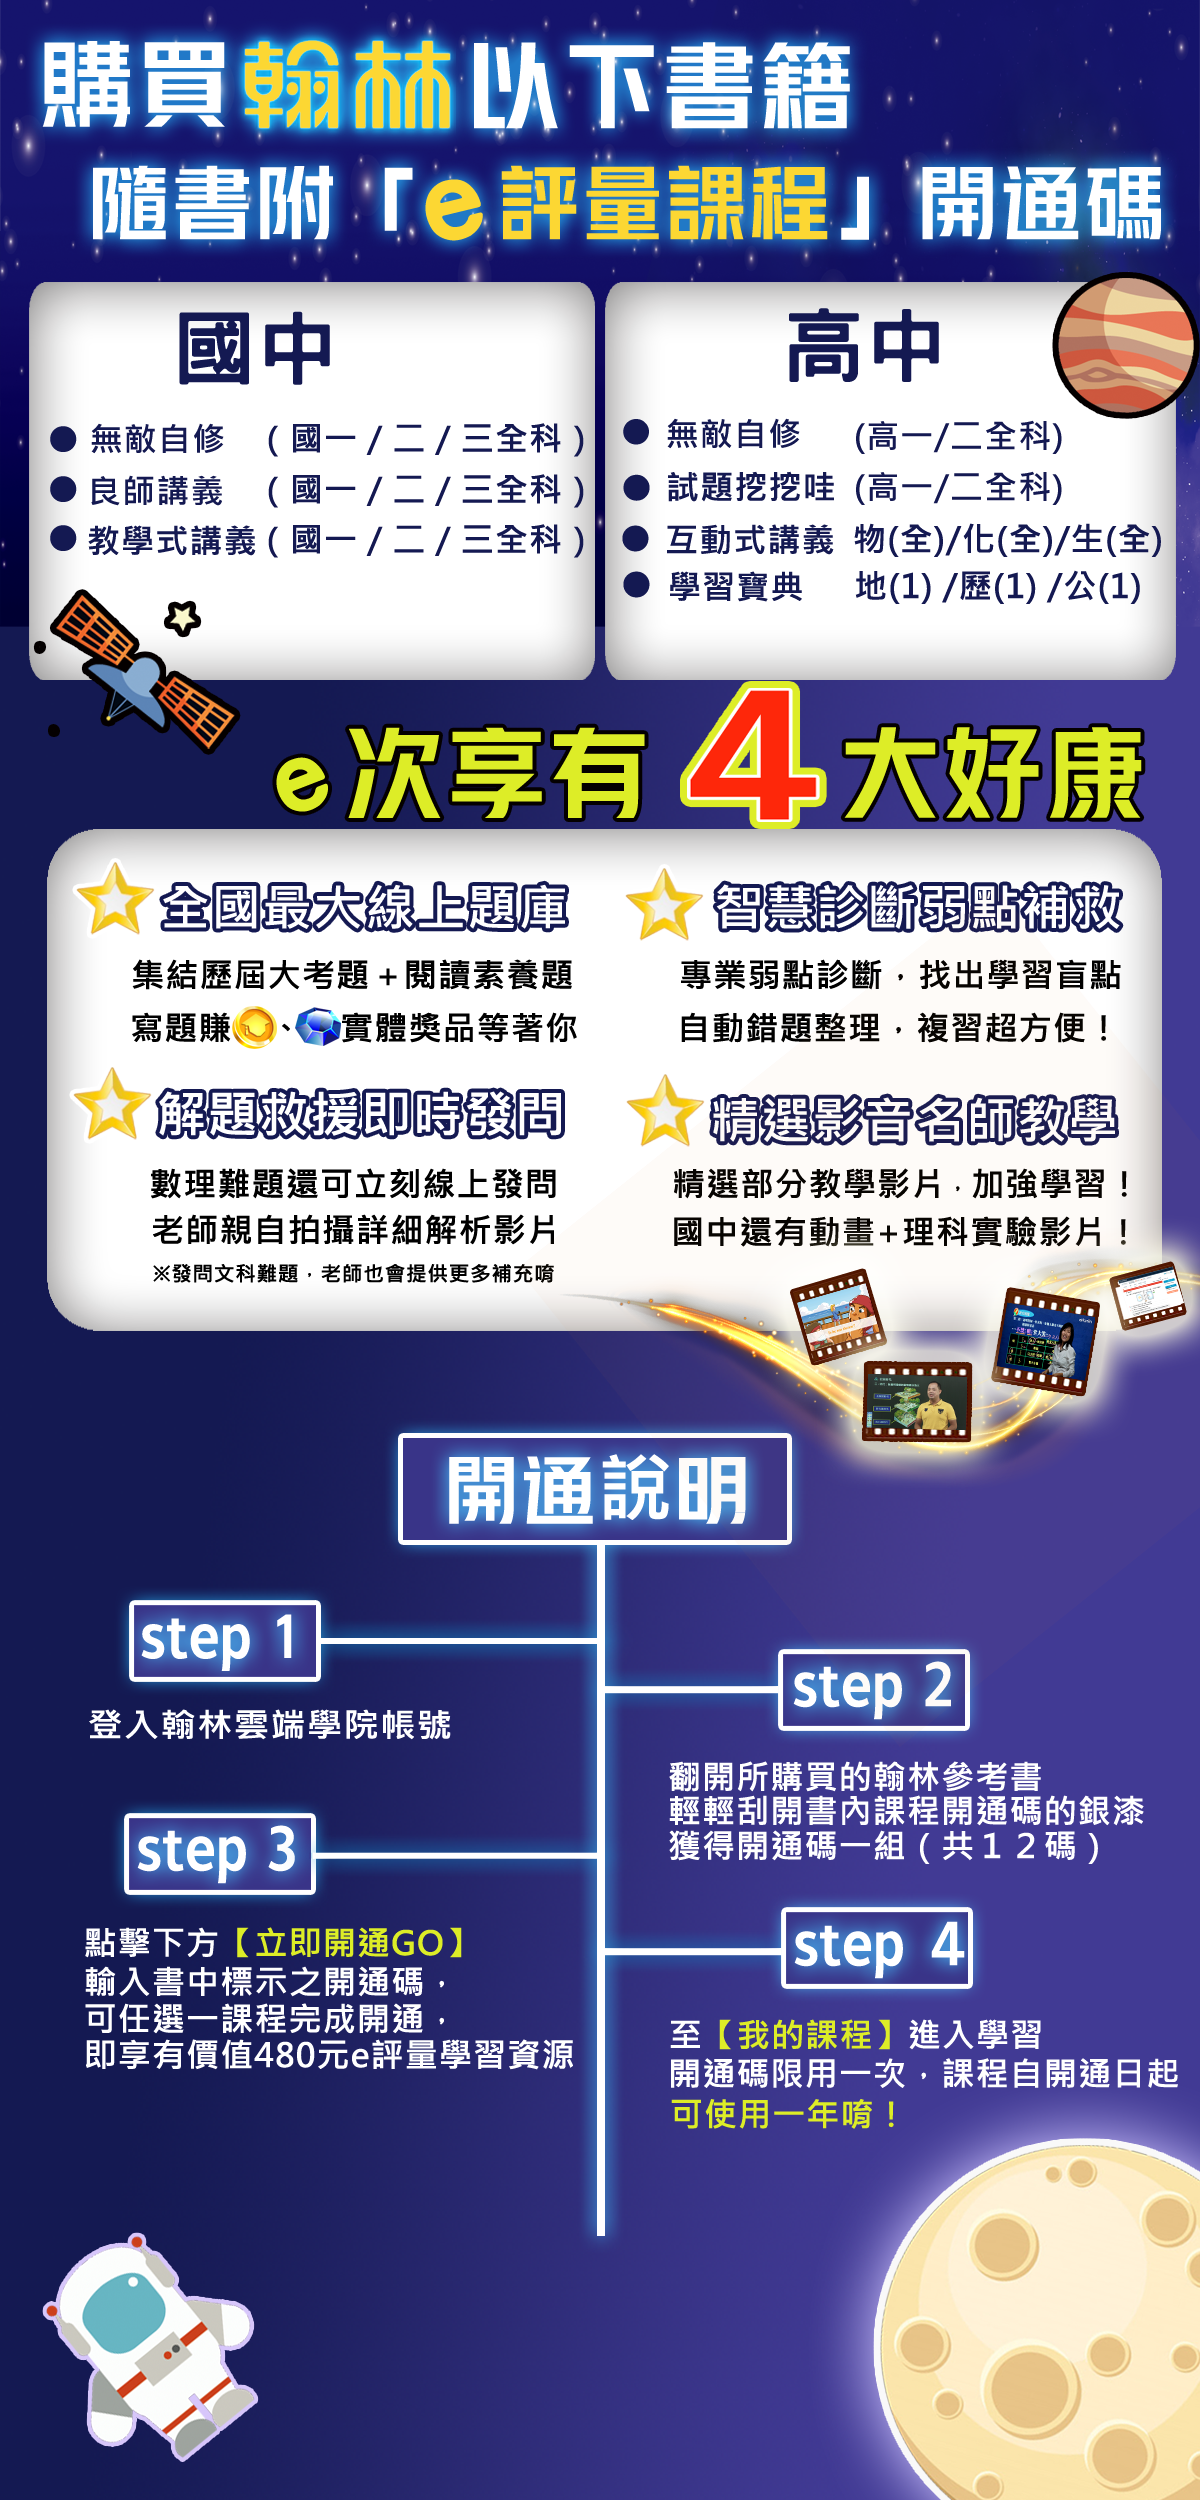 購買翰林以下書籍
隨書附「e評量課程」開通碼
國中
● 無敵自修 ( 國一 / 二 / 三全科 )
● 良師講義 ( 國一 / 二 / 三全科 )
● 教學式講義 ( 國一 / 二 / 三全科 )
高中
● 無敵自修 (高一/二全科)
● 試題挖挖哇 (高一/二全科)
● 互動式講義 物(全)/化(全)/生(全)
● 學習寶典 地(1) /歷(1) /公(1)
e次享有4大好康
全國最大線上題庫
集結歷屆大考題+閱讀素養題
寫題賺、實體獎品等著你
智慧診斷弱點補救
專業弱點診斷，找出學習盲點
自動錯題整理，複習超方便！
解題救援即時發問
數理難題還可立刻線上發問
老師親自拍攝詳細解析影片
※發問文科難題，老師也會提供更多補充唷
精選影音名師教學
精選部分教學影片，加強學習！
國中還有動畫+理科實驗影片！
開通說明
step 1
登入翰林雲端學院帳號
step 2
翻開所購買的翰林參考書
輕輕刮開書內課程開通碼的銀漆
獲得開通碼一組（共１２碼）
step 3
點擊下方【立即開通GO】
輸入書中標示之開通碼，
可任選一課程完成開通，
即享有價值480元e評量學習資源
step 4
至【我的課程】進入學習
開通碼限用一次，課程自開通日起
可使用一年唷！